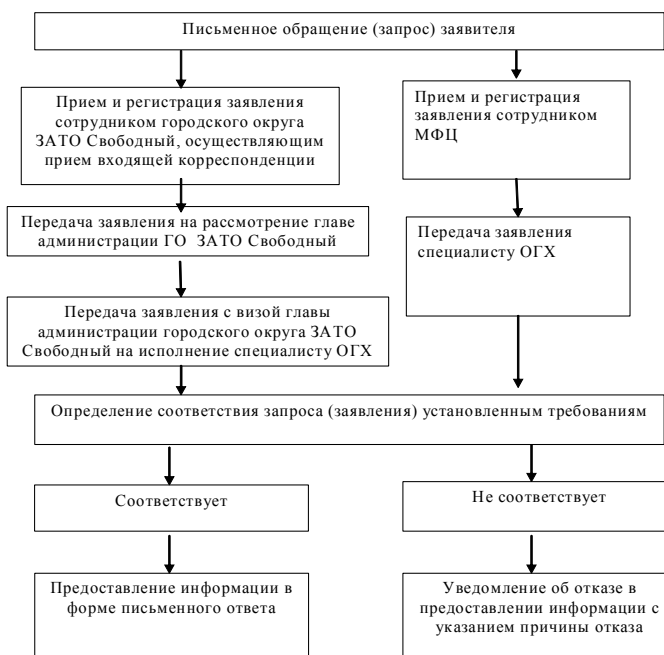 Письменное обращение (запрос) заявителя
Прием и регистрация заявления
сотрудником городского округа
ЗАТО Свободный, осуществляющим
прием входящей корреспонденции
Прием и регистрация
заявления сотрудником
МФЦ
Передача заявления на рассмотрение главе
администрации ГО ЗАТО Свободный
Передача заявления
специалисту ОГХ
Передача заявления с визой главы
администрации городского округа ЗАТО
Свободный на исполнение специалисту ОГХ
Определение соответствия запроса (заявления) установленным требованиям
Соответствует
Не соответствует
Предоставление информации в
форме письменного ответа
Уведомление об отказе в
предоставлении информации с
указанием причины отказа